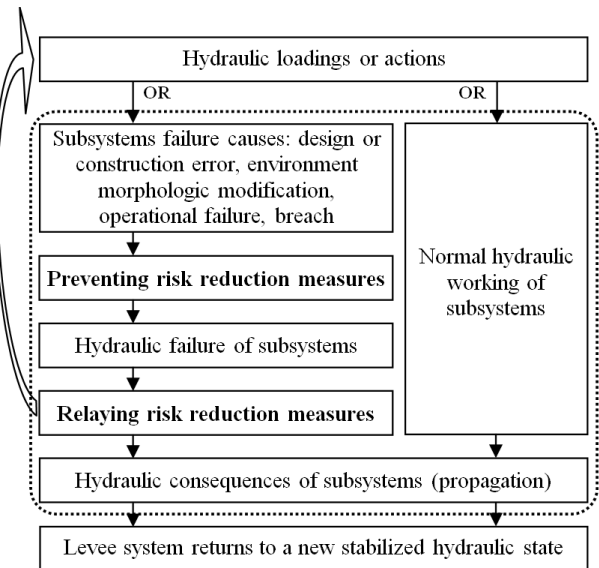 Hydraulic loadings or actions
OR
OR
Subsystems failure causes: design or
construction error, environment
morphologic modification,
operational failure, breach
Preventing risk reduction measures
Hydraulic failure of subsystems
Relaying risk reduction measures
Normal hydraulic
working of
subsystems
Hydraulic consequences of subsystems (propagation)
Levee system returns to a new stabilized hydraulic state